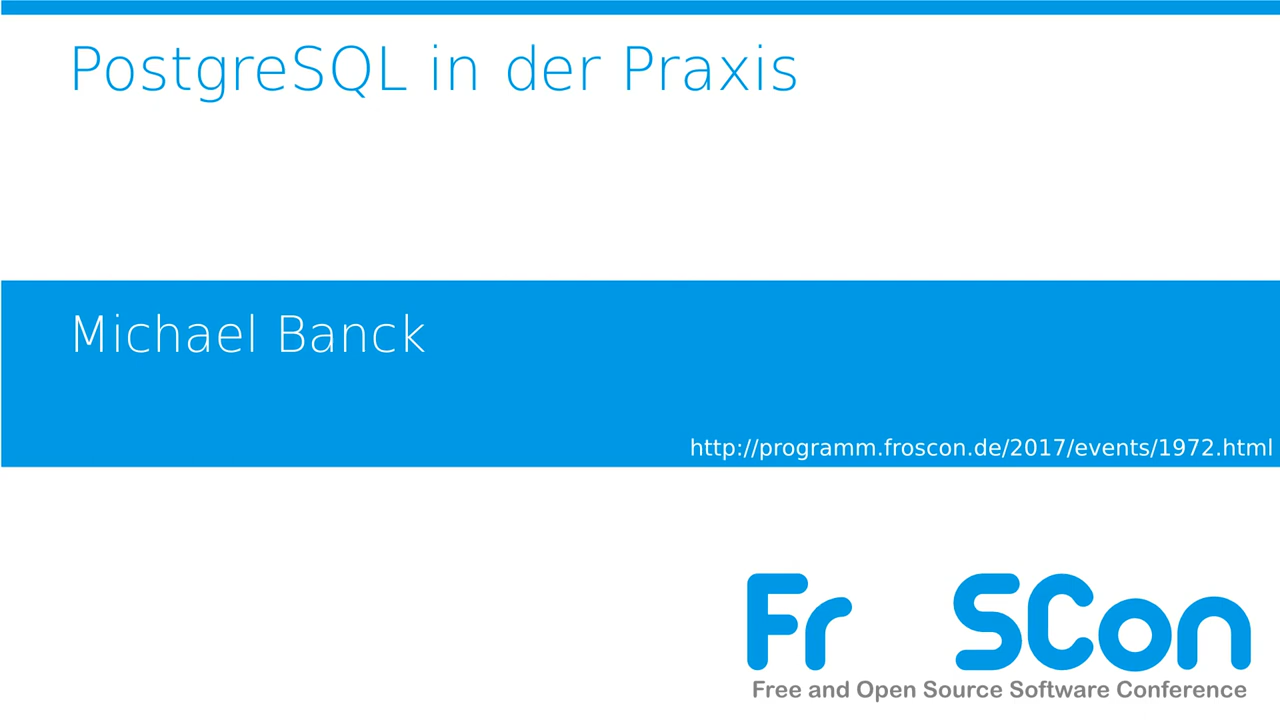 PostgreSQL in der Praxis
Michael Banck
http://programm.froscon.de/2017/events/1972.html
Fr SCon
Free and Open Source Software Conference